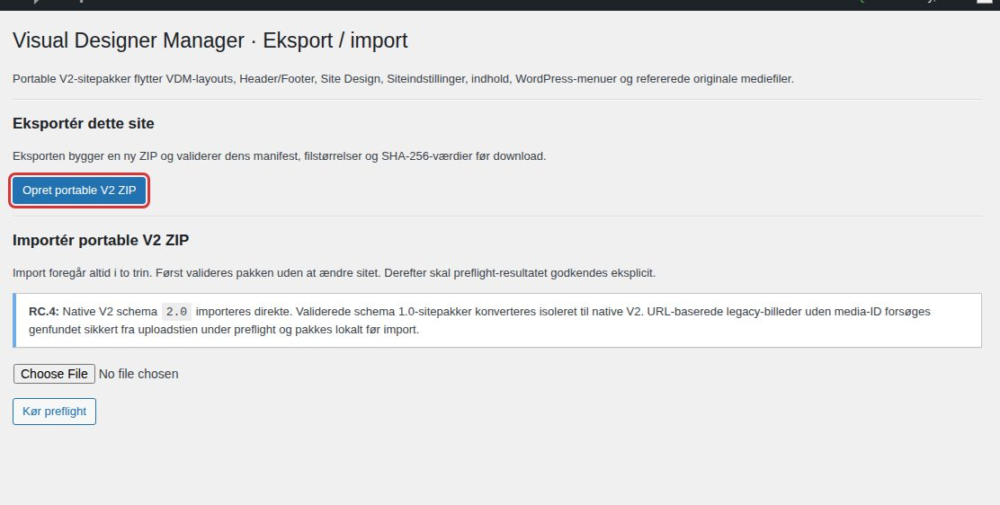 Visual Designer Manager · Eksport / import
Portable V2-sitepakker flytter VDM-layouts, Header/Footer, Site Design, Siteindstillinger, indhold, WordPress-menuer og refererede originale mediefiler.
Eksportér dette site
Eksporten bygger en ny ZIP og validerer dens manifest, filstørrelser og SHA-256-værdier før download.
Opret portable V2 ZIP
Importér portable V2 ZIP
Import foregår altid i to trin. Først valideres pakken uden at ændre sitet. Derefter skal preflight-resultatet godkendes eksplicit.
RC.4: Native V2 schema 2.0 importeres direkte. Validerede schema 1.0-sitepakker konverteres isoleret til native V2. URL-baserede legacy-billeder uden media-ID forsøges
genfundet sikkert fra uploadstien under preflight og pakkes lokalt før import.
Choose File No file chosen
Kør preflight